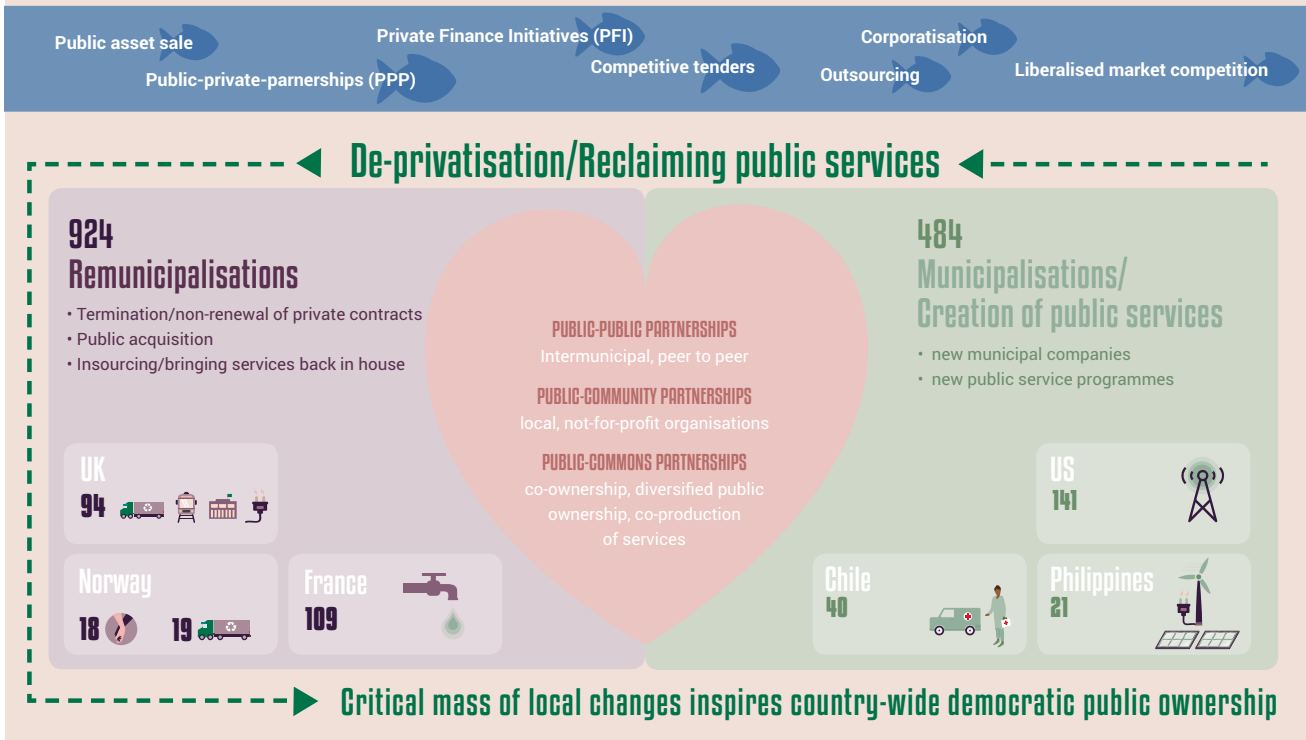 Public asset sale
Private Finance Initiatives (PFI)
Corporatisation
Public-private-parnerships (PPP)
Competitive tenders
Outsourcing
Liberalised market competition
De-privatisation/Reclaiming public services
924
Remunicipalisations
• Termination/non-renewal of private contracts
• Public acquisition
• Insourcing/bringing services back in house
PUBLIC-PUBLIC PARTNERSHIPS
Intermunicipal, peer to peer
PUBLIC-COMMUNITY PARTNERSHIPS
local, not-for-profit organisations
PUBLIC-COMMONS PARTNERSHIPS
co-ownership, diversified public
ownership, co-production
of services
484
Municipalisations/
Creation of public services
• new municipal companies
• new public service programmes
UK
94
Norway
18
19
France
109
US
141
Chile
40
Philippines
21
Critical mass of local changes inspires country-wide democratic public ownership